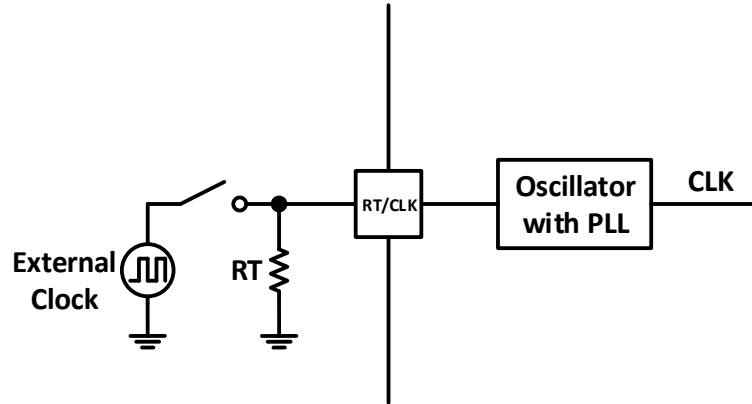 RT/CLK
Oscillator
with PLL
CLK
External
Clock
RT